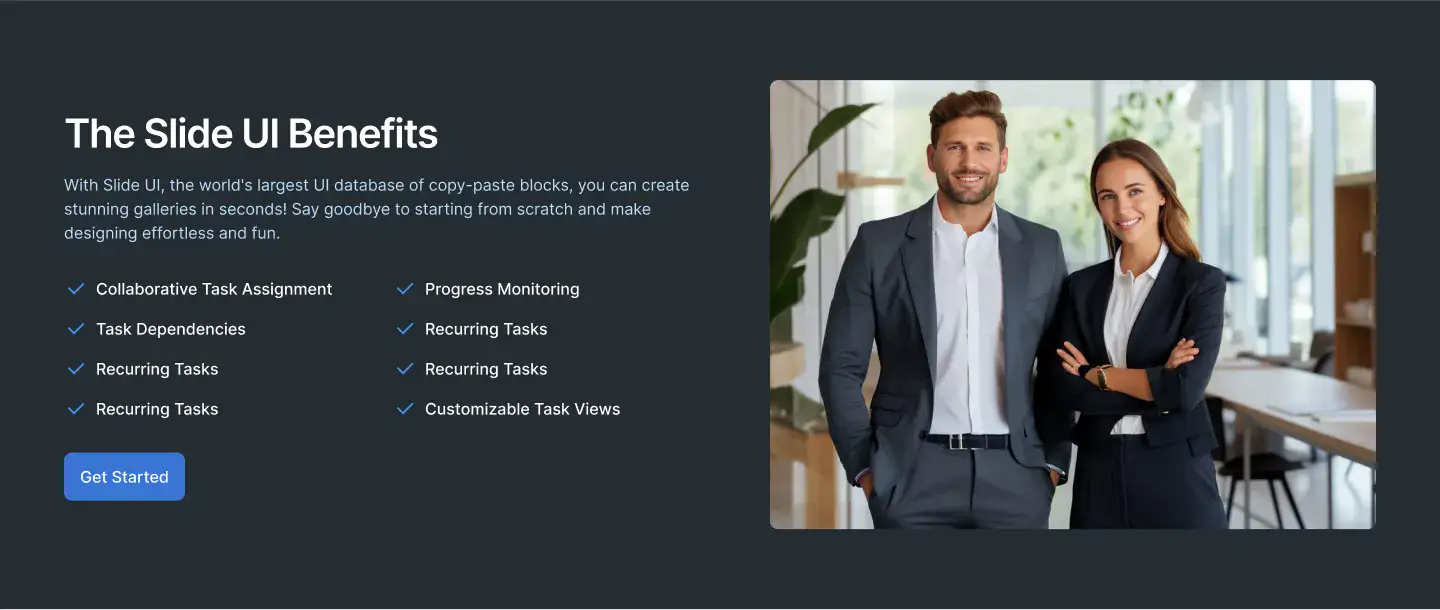 The Slide UI Benefits
With Slide UI, the world's largest UI database of copy-paste blocks, you can create
stunning galleries in seconds! Say goodbye to starting from scratch and make
designing effortless and fun.
Collaborative Task Assignment
Progress Monitoring
Task Dependencies
Recurring Tasks
Recurring Tasks
Recurring Tasks
Recurring Tasks
Customizable Task Views
Get Started